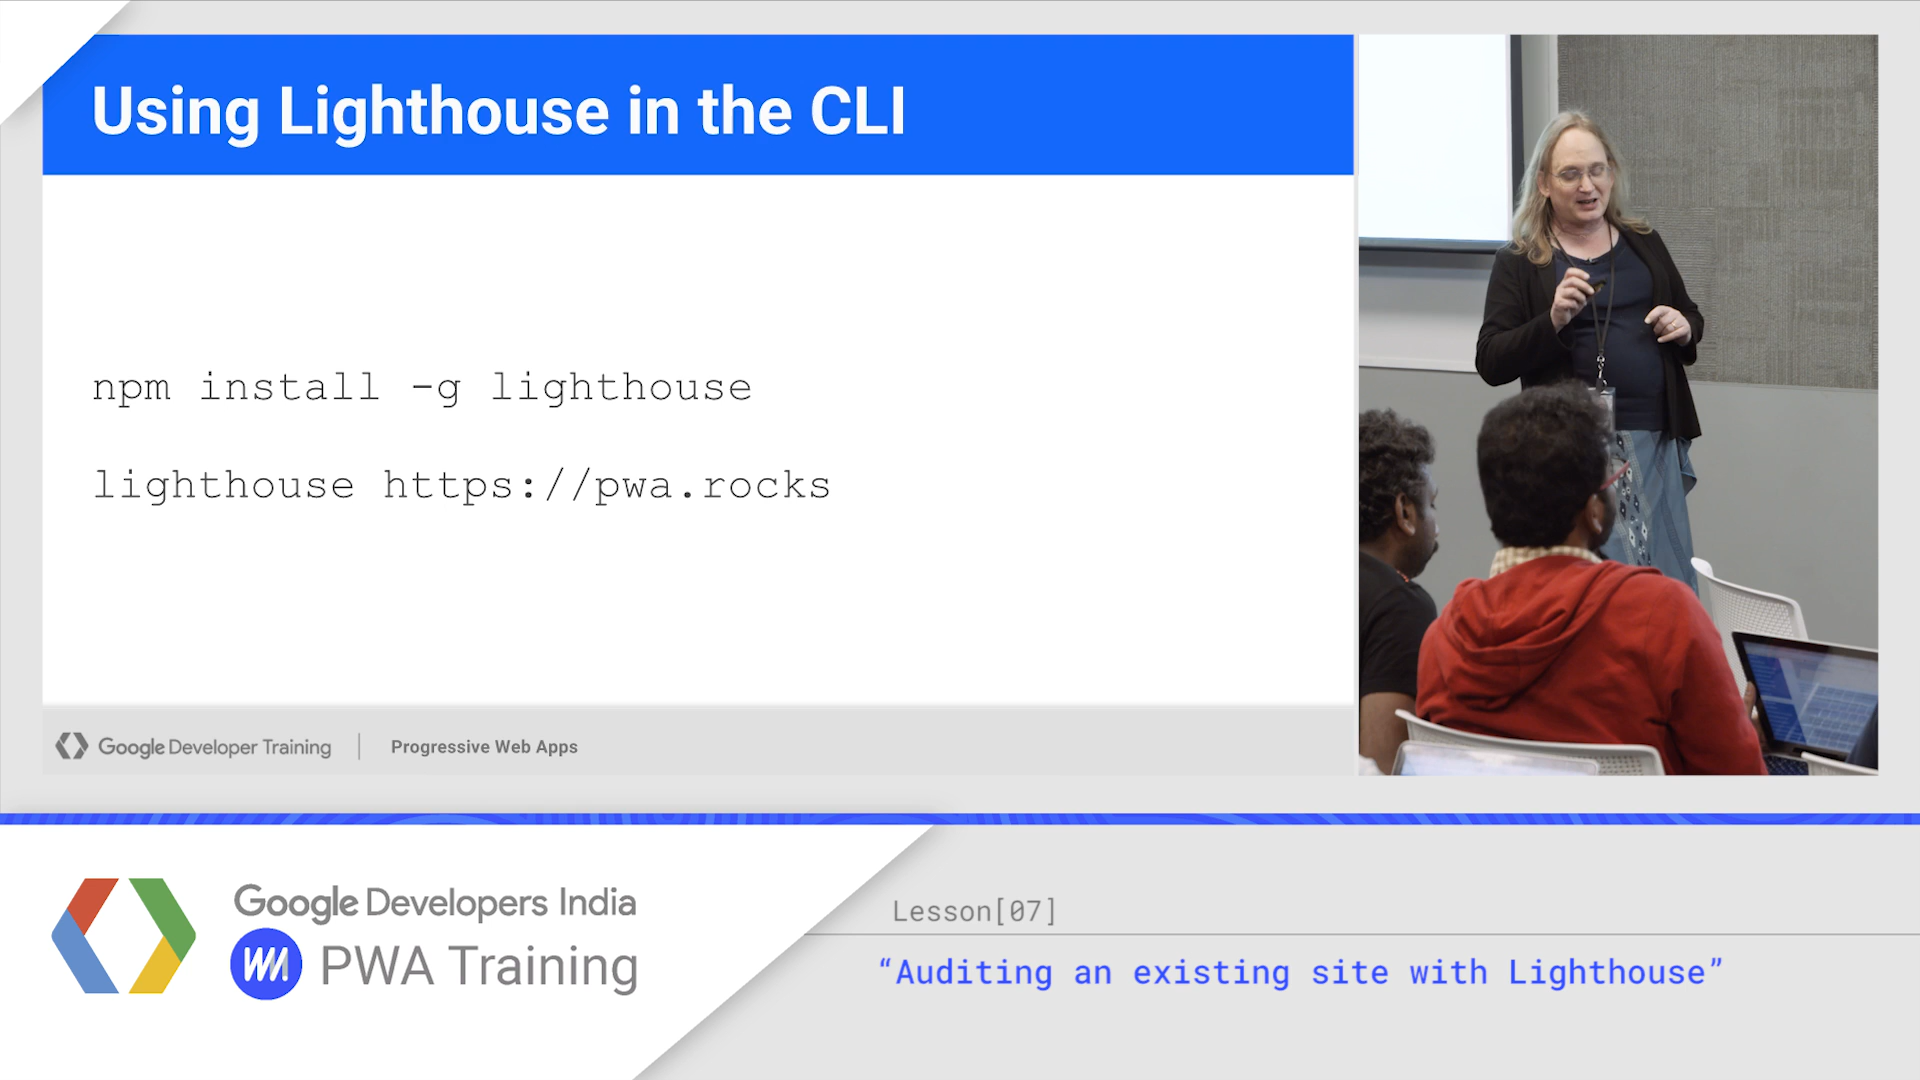 Using Lighthouse in the CLI
npm install -g lighthouse
lighthouse https://pwa.rocks
Google Developer Training | Progressive Web Apps
Google Developers India
PWA Training
Lesson[07]
“Auditing an existing site with Lighthouse”